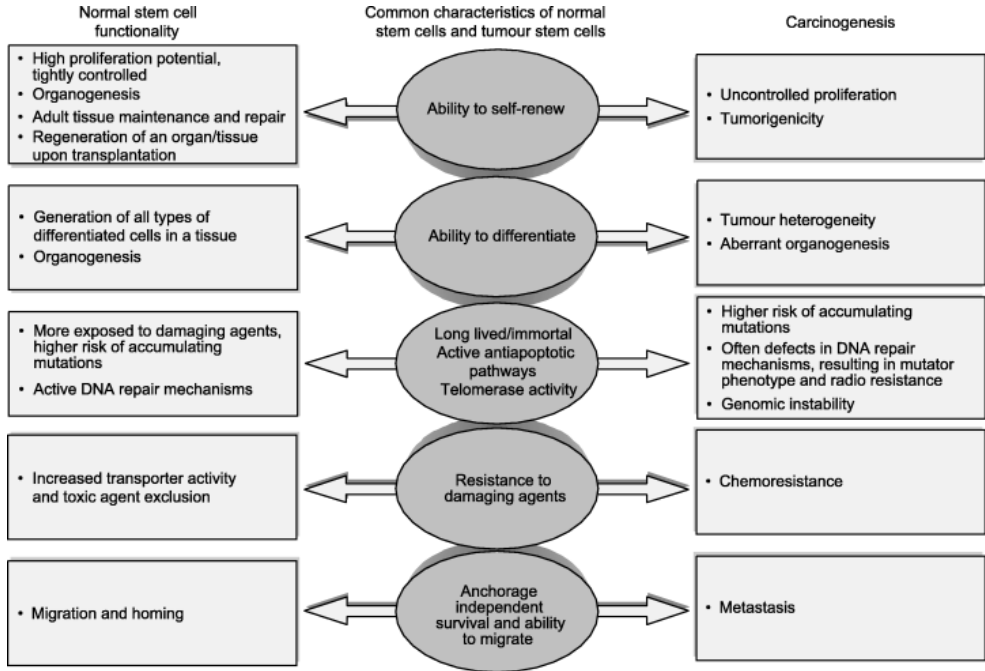 Normal stem cell
functionality
Common characteristics of normal
stem cells and tumour stem cells
Carcinogenesis
• High proliferation potential,
tightly controlled
• Organogenesis
• Adult tissue maintenance and repair
• Regeneration of an organ/tissue
upon transplantation
Ability to self-renew
• Uncontrolled proliferation
• Tumorigenicity
• Generation of all types of
differentiated cells in a tissue
• Organogenesis
Ability to differentiate
• Tumour heterogeneity
• Aberrant organogenesis
• More exposed to damaging agents,
higher risk of accumulating
mutations
• Active DNA repair mechanisms
Long lived/immortal
Active antiapoptotic
pathways
Telomerase activity
• Higher risk of accumulating
mutations
• Often defects in DNA repair
mechanisms, resulting in mutator
phenotype and radio resistance
• Genomic instability
• Increased transporter activity
and toxic agent exclusion
Resistance to
damaging agents
• Chemoresistance
• Migration and homing
Anchorage
independent
survival and ability
to migrate
• Metastasis